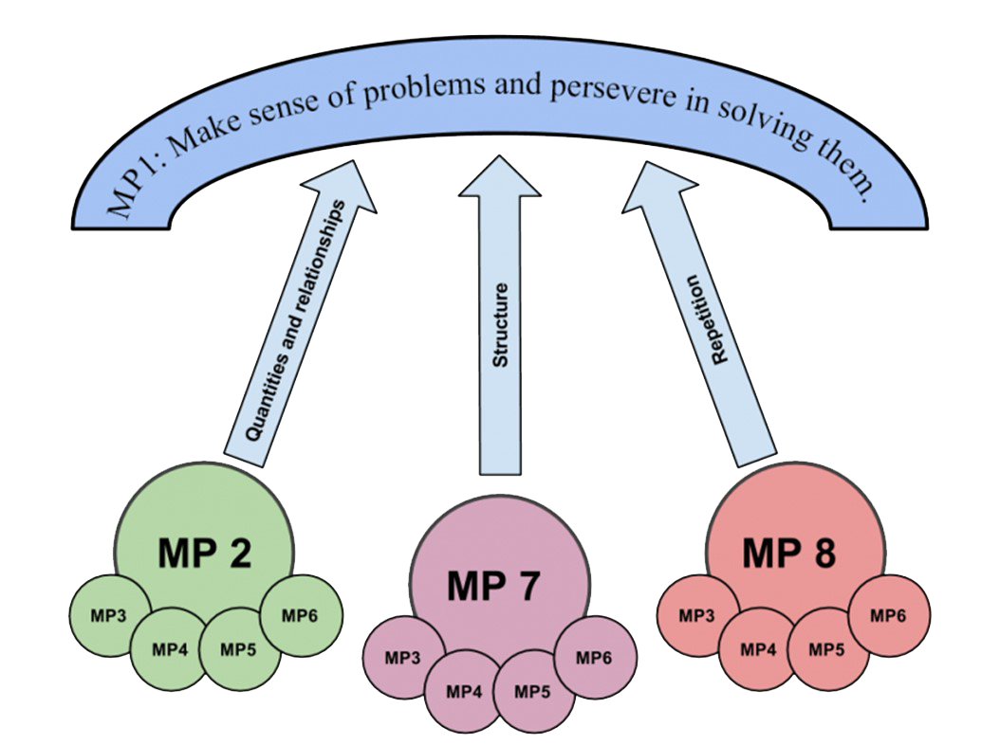 MP1: Make sense of problems and persevere in solving them.
Quantities and relationships
Structure
Repetition
MP 2
MP3
MP4
MP5
MP6
MP 7
MP3
MP4
MP5
MP6
MP 8
MP3
MP4
MP5
MP6